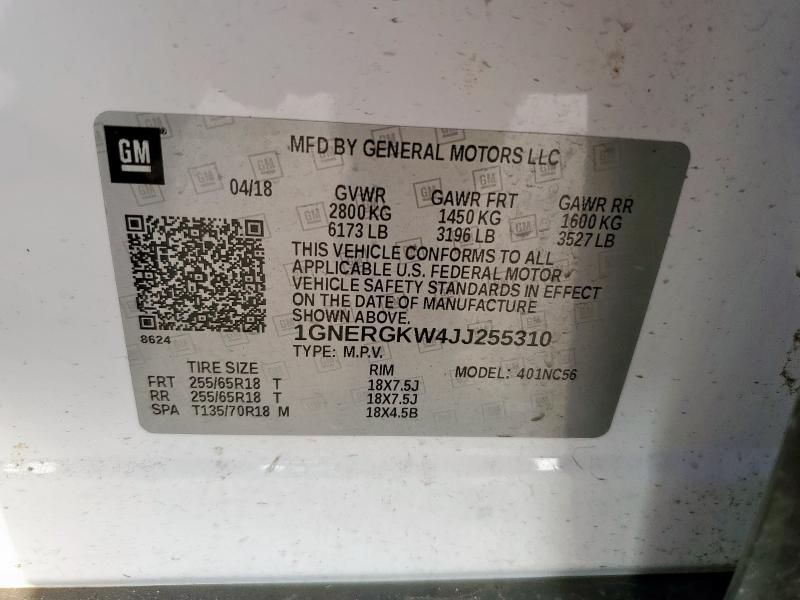 GM
MFD BY GENERAL MOTORS LLC
04/18 GVWR GAWR FRT GAWR RR
2800 KG 1450 KG 1600 KG
6173 LB 3196 LB 3527 LB
THIS VEHICLE CONFORMS TO ALL
APPLICABLE U.S. FEDERAL MOTOR
VEHICLE SAFETY STANDARDS IN EFFECT
ON THE DATE OF MANUFACTURE
SHOWN ABOVE.
8624 1GNERGKW4JJ255310
TYPE: M.P.V.
TIRE SIZE RIM MODEL: 401NC56
FRT 255/65R18 T 18X7.5J
RR 255/65R18 T 18X7.5J
SPA T135/70R18 M 18X4.5B